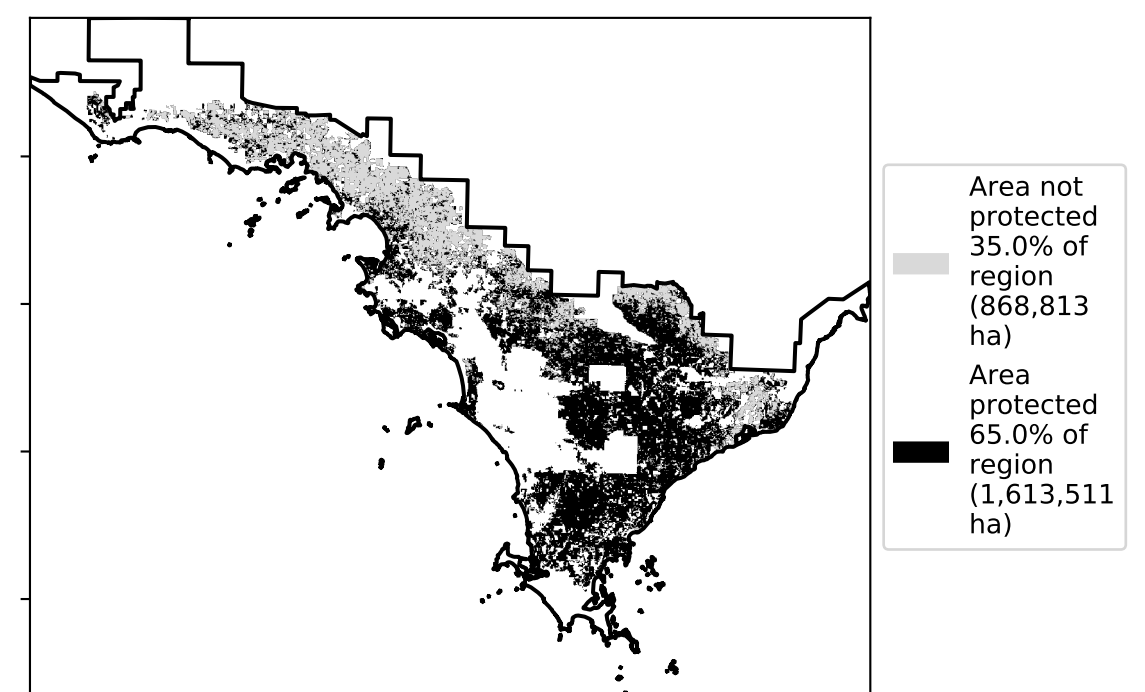 Area not
protected
35.0% of
region
(868,813
ha)
Area
protected
65.0% of
region
(1,613,511
ha)